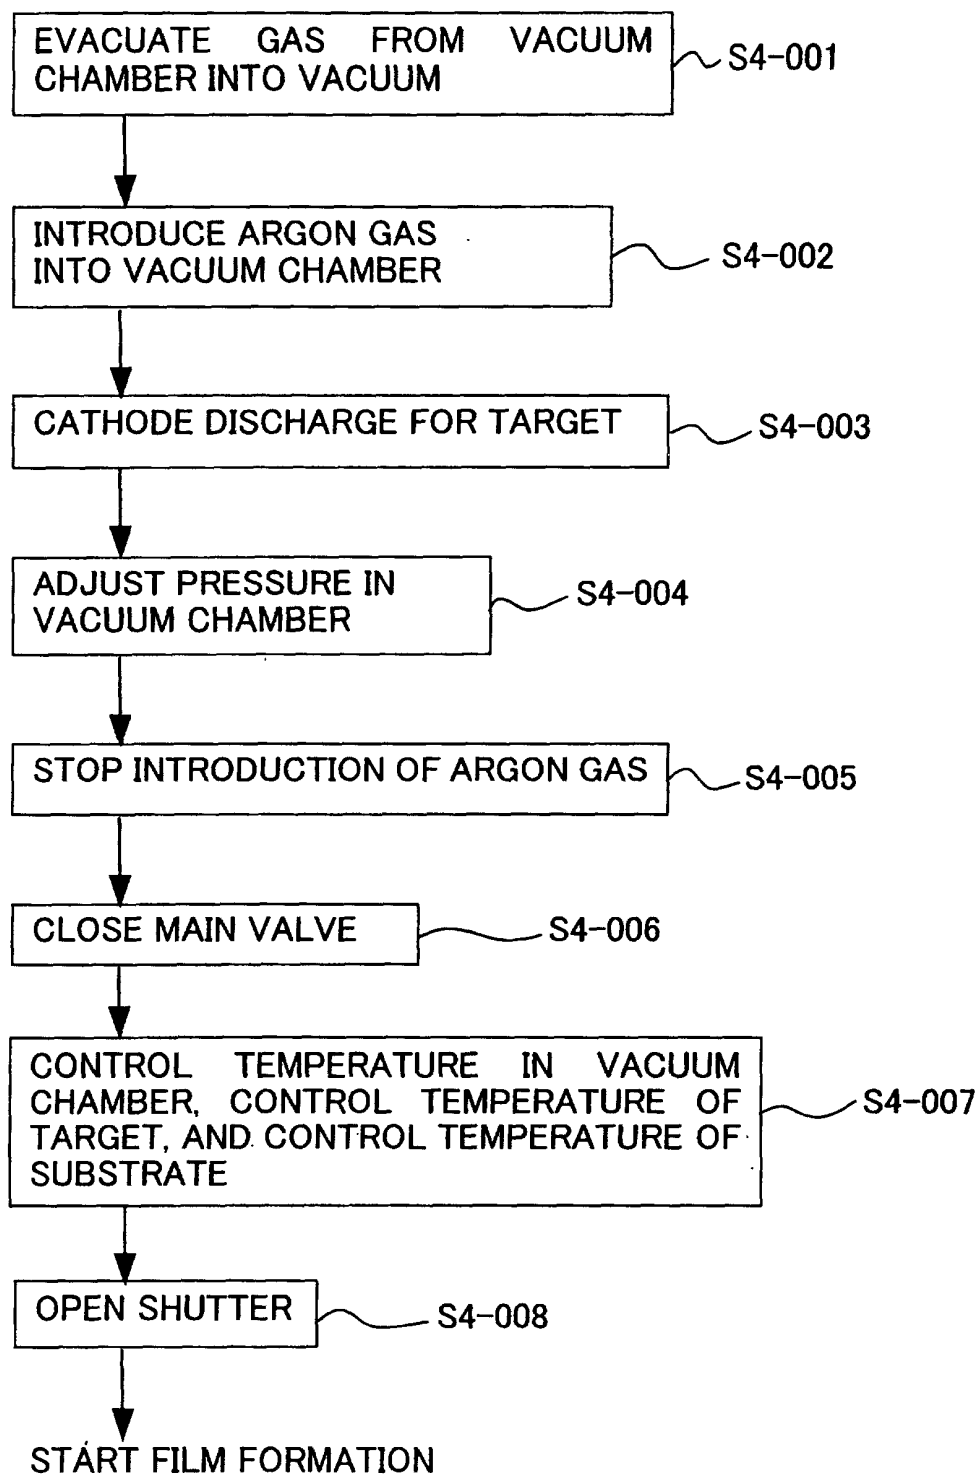 EVACUATE GAS FROM VACUUM
CHAMBER INTO VACUUM
S4-001
INTRODUCE ARGON GAS
INTO VACUUM CHAMBER
S4-002
CATHODE DISCHARGE FOR TARGET
S4-003
ADJUST PRESSURE IN
VACUUM CHAMBER
S4-004
STOP INTRODUCTION OF ARGON GAS
S4-005
CLOSE MAIN VALVE
S4-006
CONTROL TEMPERATURE IN VACUUM
CHAMBER, CONTROL TEMPERATURE OF
TARGET, AND CONTROL TEMPERATURE OF
SUBSTRATE
S4-007
OPEN SHUTTER
S4-008
START FILM FORMATION